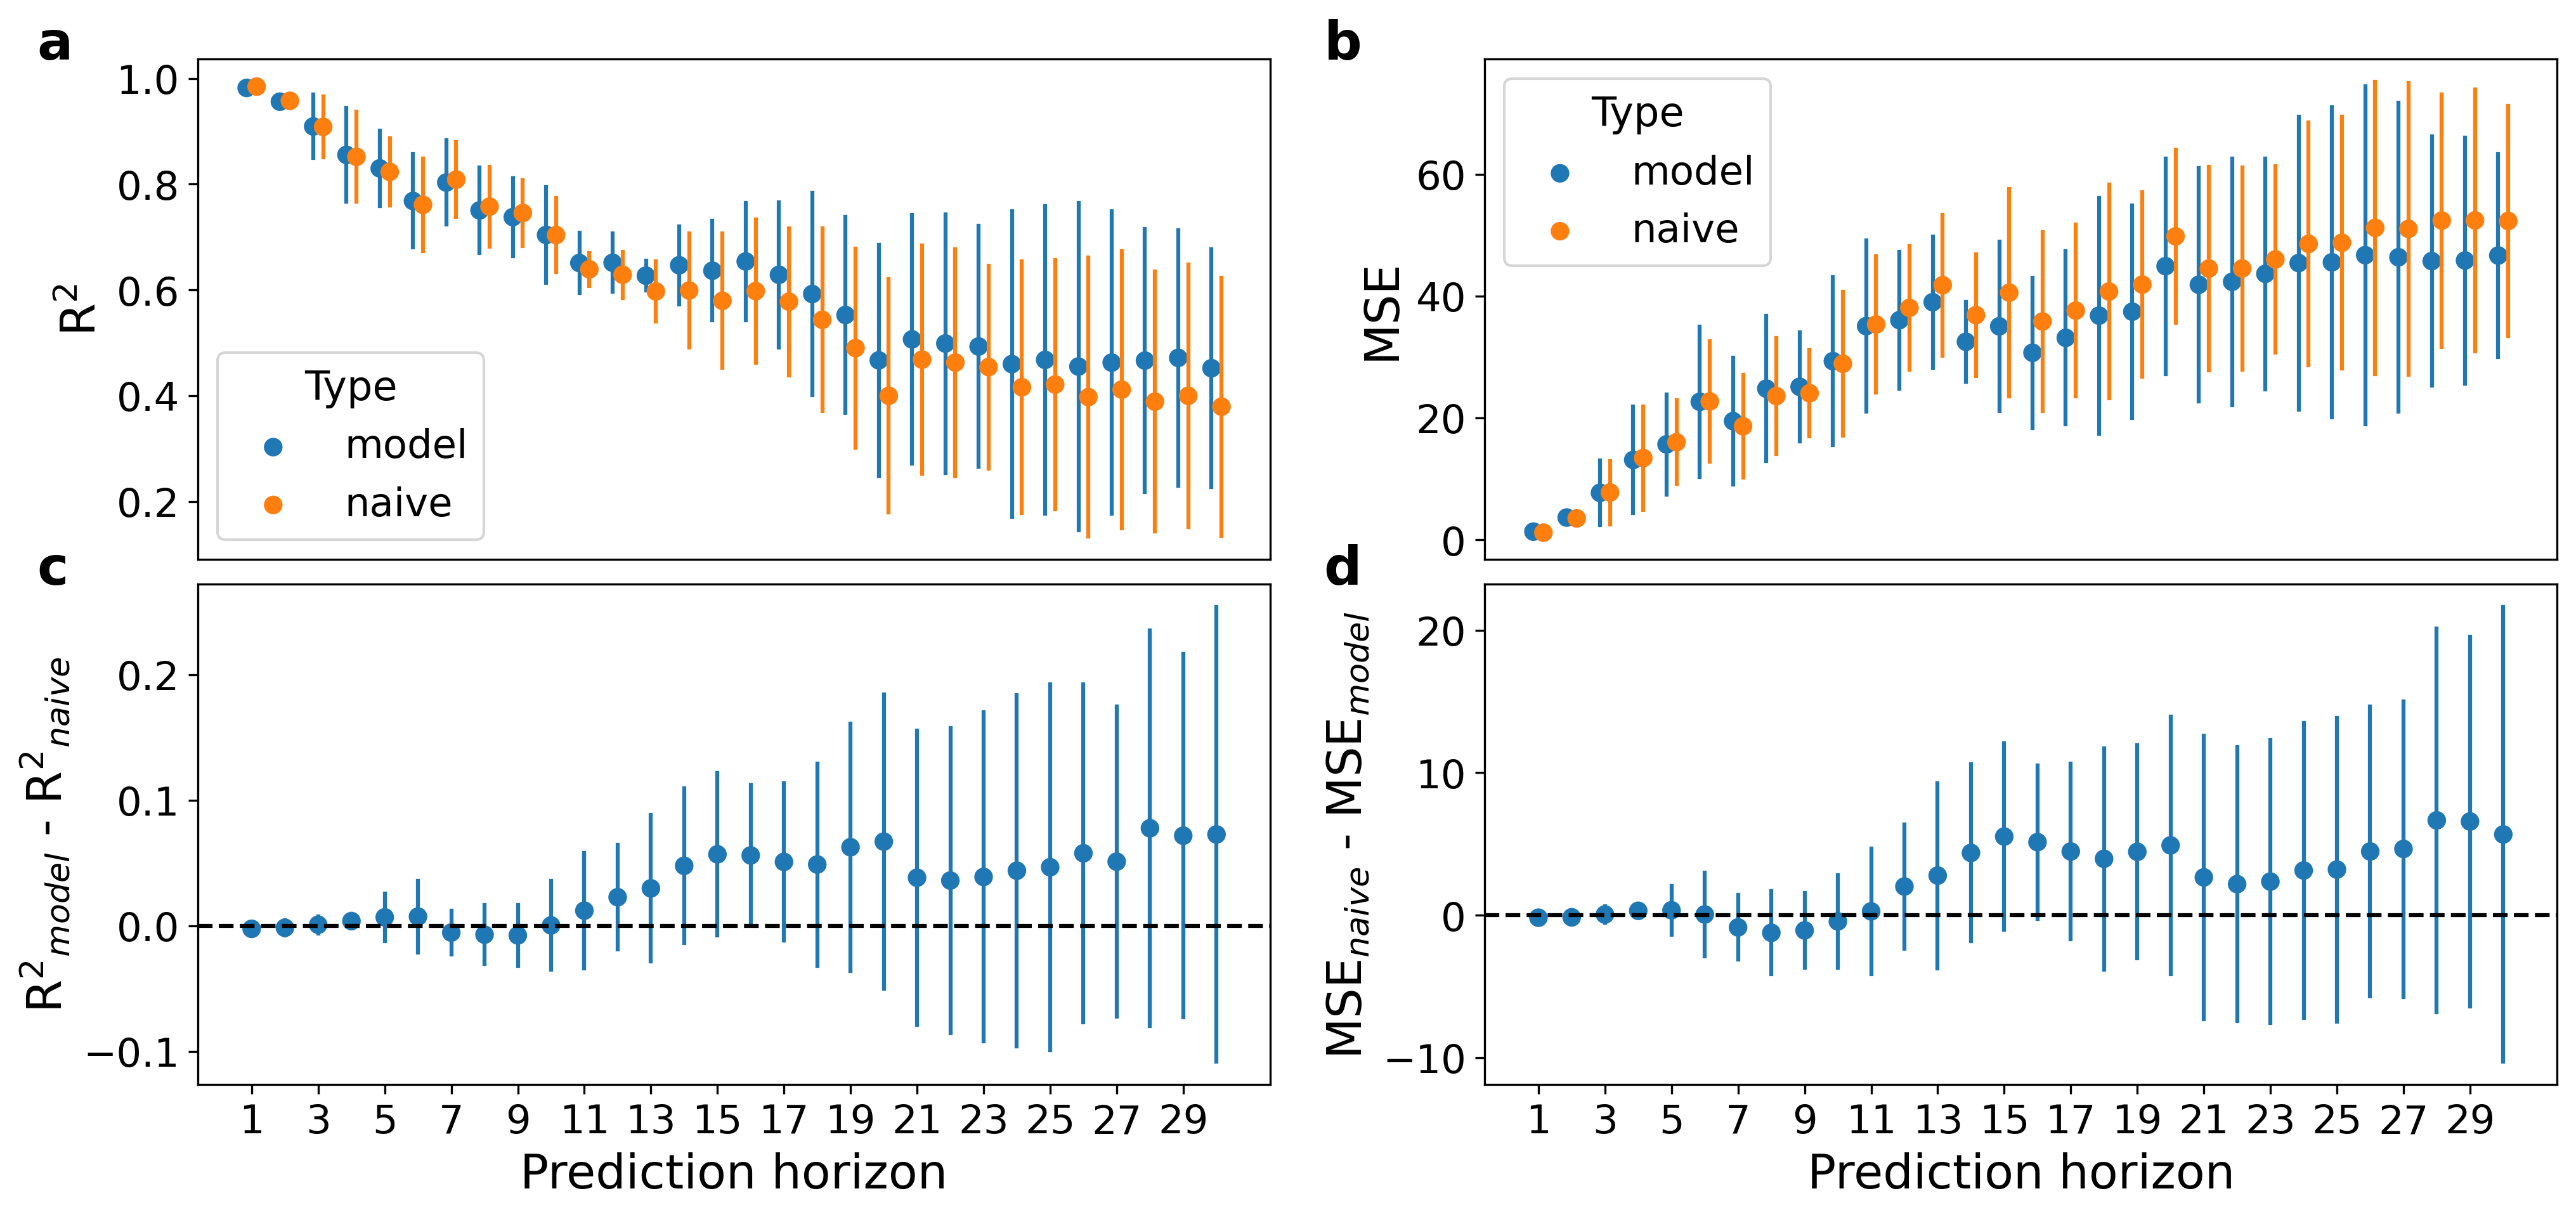 a
1.0
0.8
0.6
0.4
0.2
R²
Type
model
naive
b
60
40
20
0
MSE
Type
model
naive
c
0.2
0.1
0.0
−0.1
R²model - R²naive
1 3 5 7 9 11 13 15 17 19 21 23 25 27 29
Prediction horizon
d
20
10
0
−10
MSEnaive - MSEmodel
1 3 5 7 9 11 13 15 17 19 21 23 25 27 29
Prediction horizon